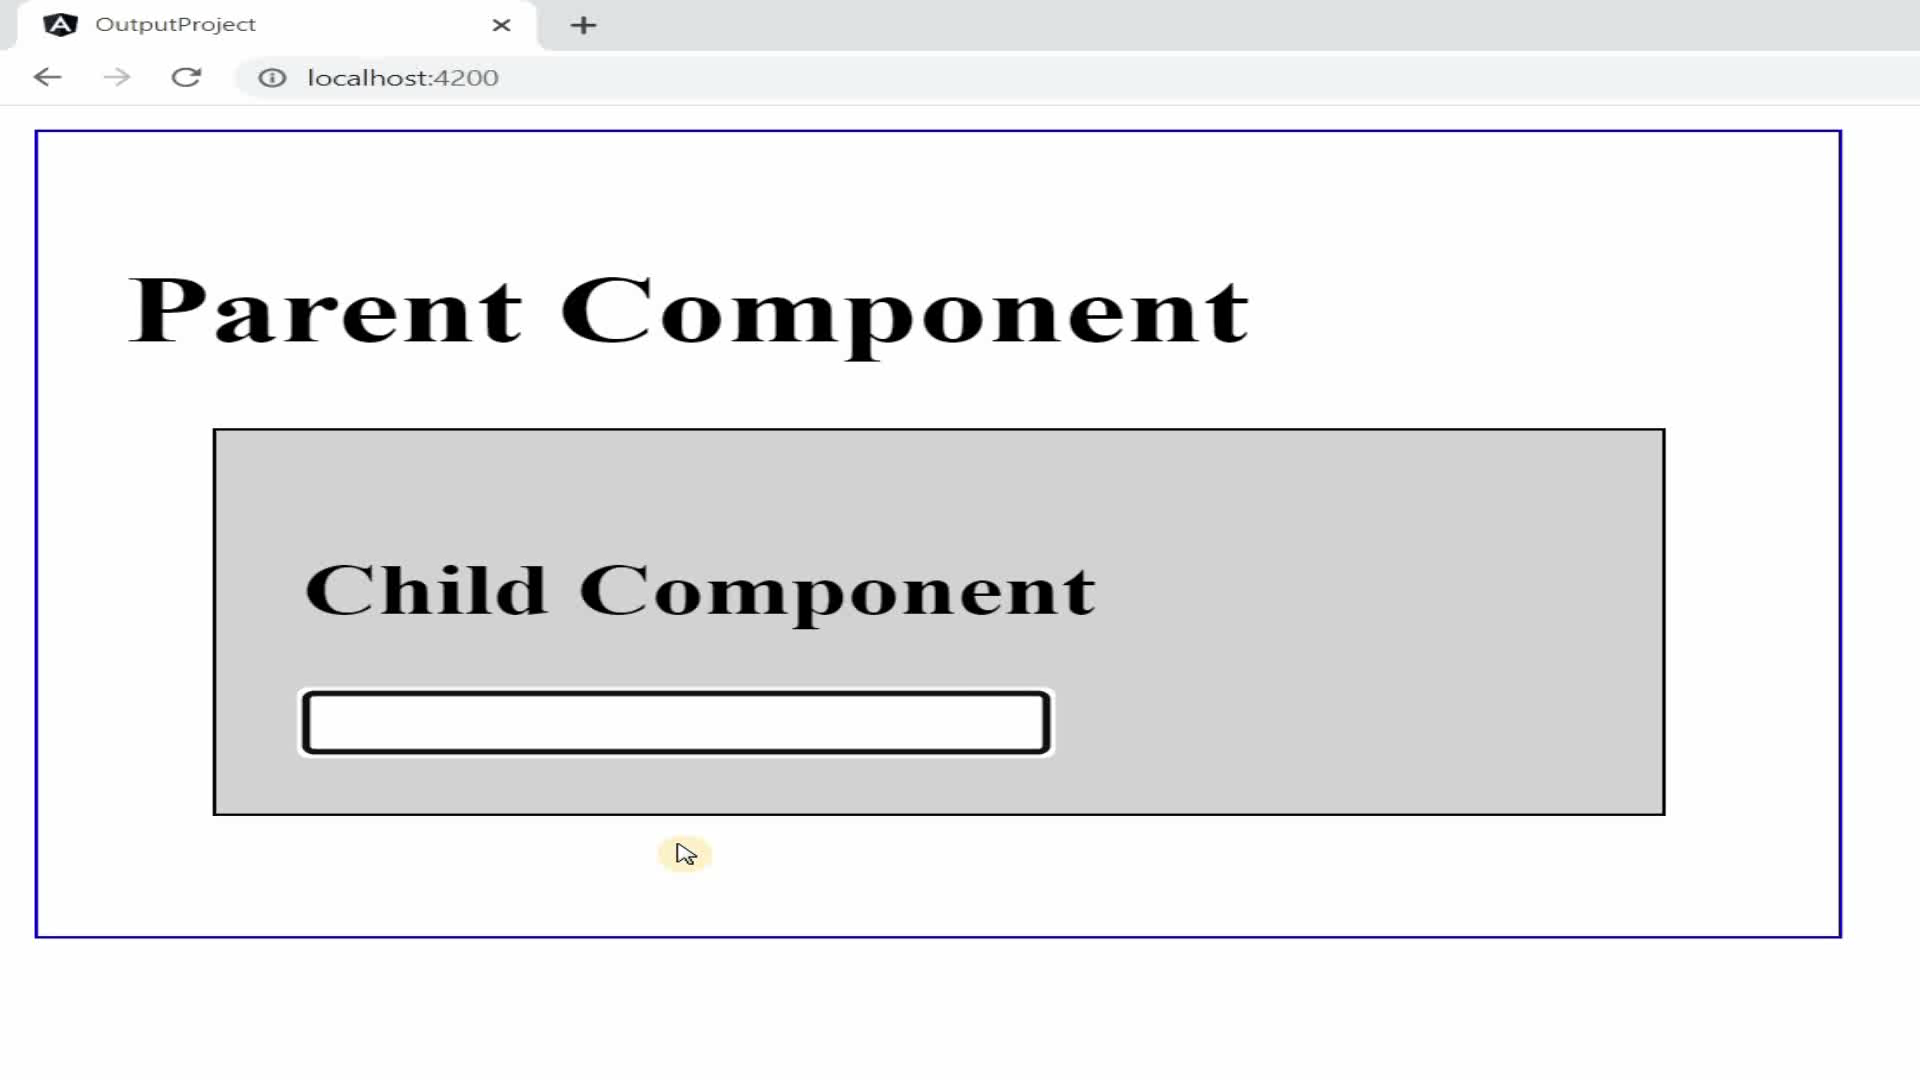 OutputProject
localhost:4200
Parent Component
Child Component